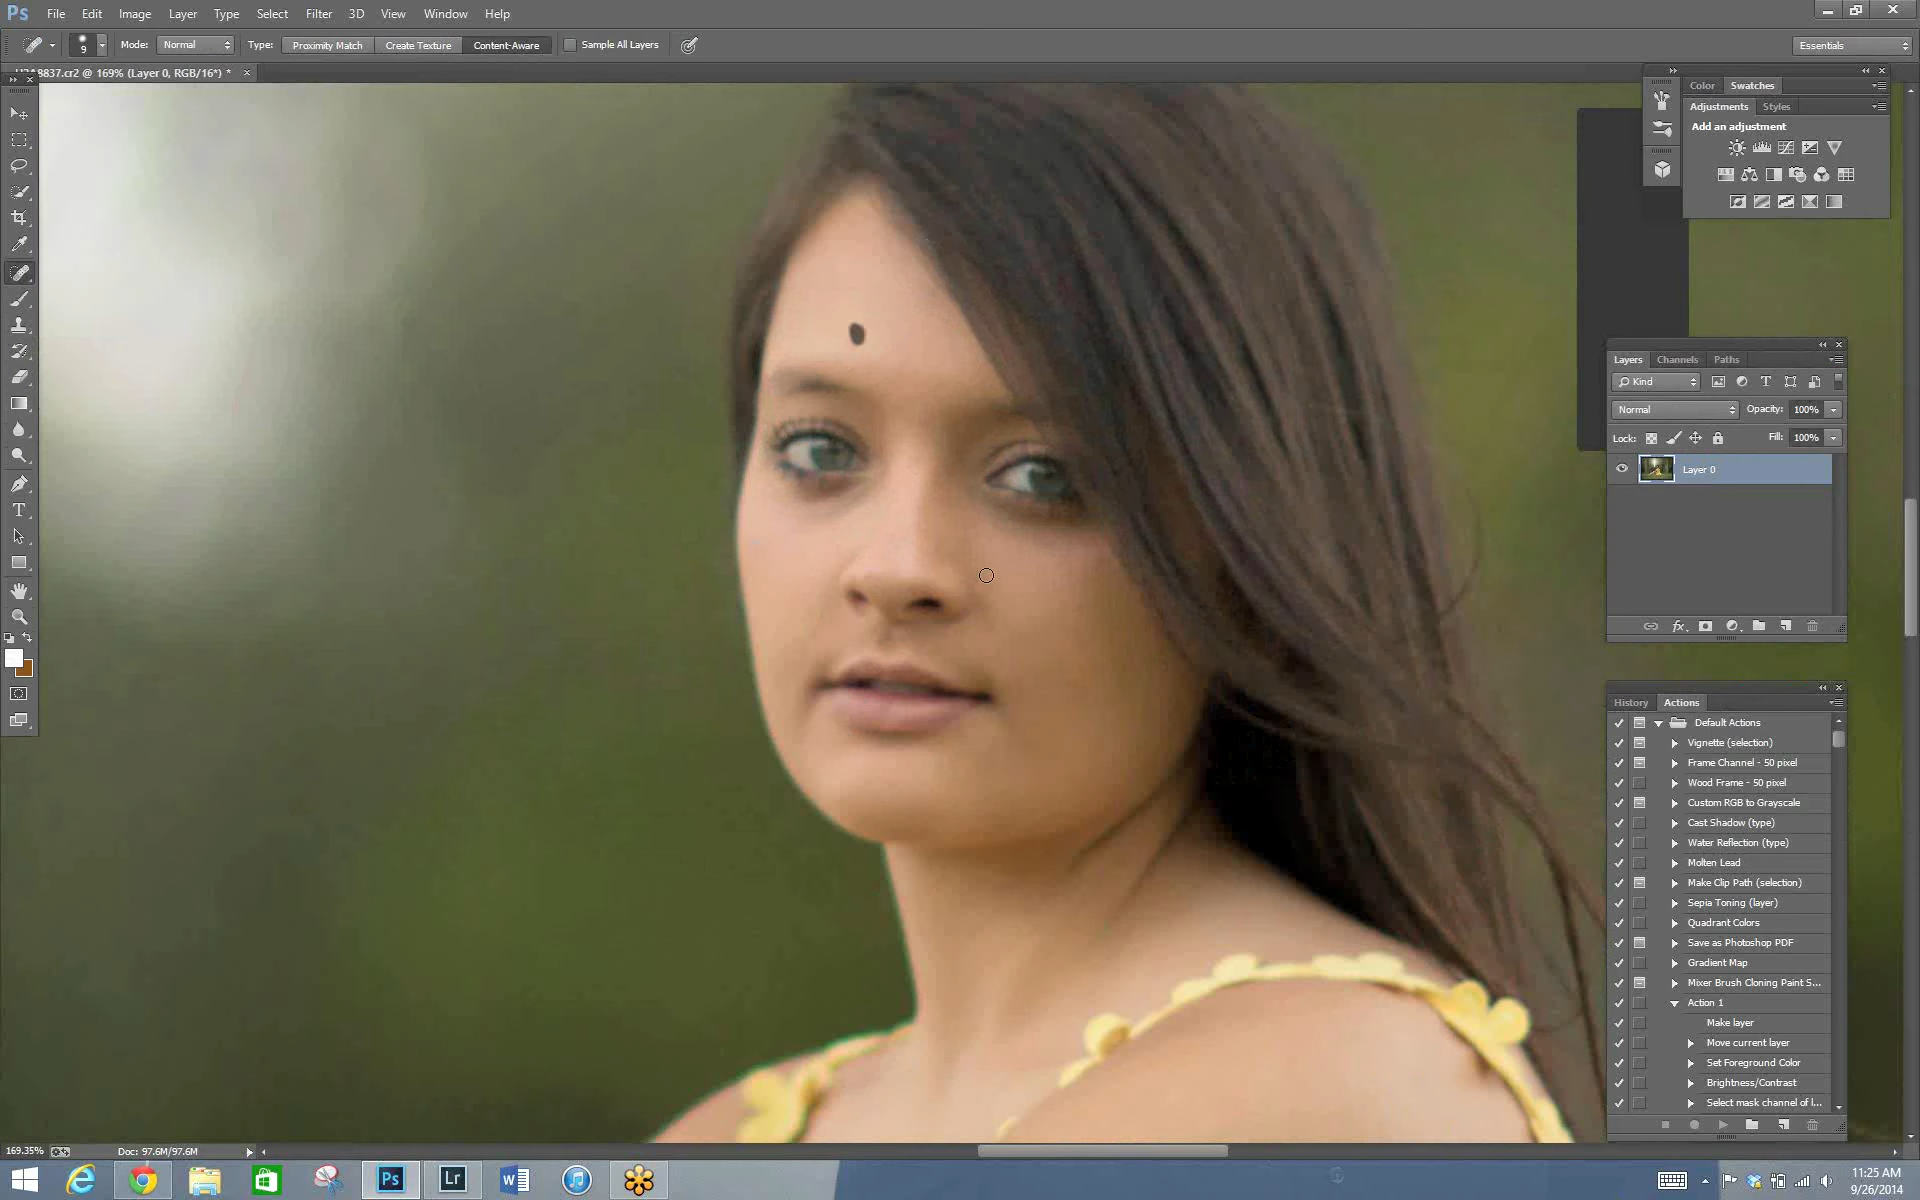 Ps File Edit Image Layer Type Select Filter 3D View Window Help
9 Mode: Normal Type: Proximity Match Create Texture Content-Aware Sample All Layers Essentials
8837.cr2 @ 169% (Layer 0, RGB/16*) * ×
Color Swatches
Adjustments Styles
Add an adjustment
Layers Channels Paths
Kind
Normal Opacity: 100%
Lock: Fill: 100%
Layer 0
fx
History Actions
Default Actions
Vignette (selection)
Frame Channel - 50 pixel
Wood Frame - 50 pixel
Custom RGB to Grayscale
Cast Shadow (type)
Water Reflection (type)
Molten Lead
Make Clip Path (selection)
Sepia Toning (layer)
Quadrant Colors
Save as Photoshop PDF
Gradient Map
Mixer Brush Cloning Paint S...
Action 1
Make layer
Move current layer
Set Foreground Color
Brightness/Contrast
Select mask channel of l...
169.35% Doc: 97.6M/97.6M
Ps Lr
11:25 AM
9/26/2014